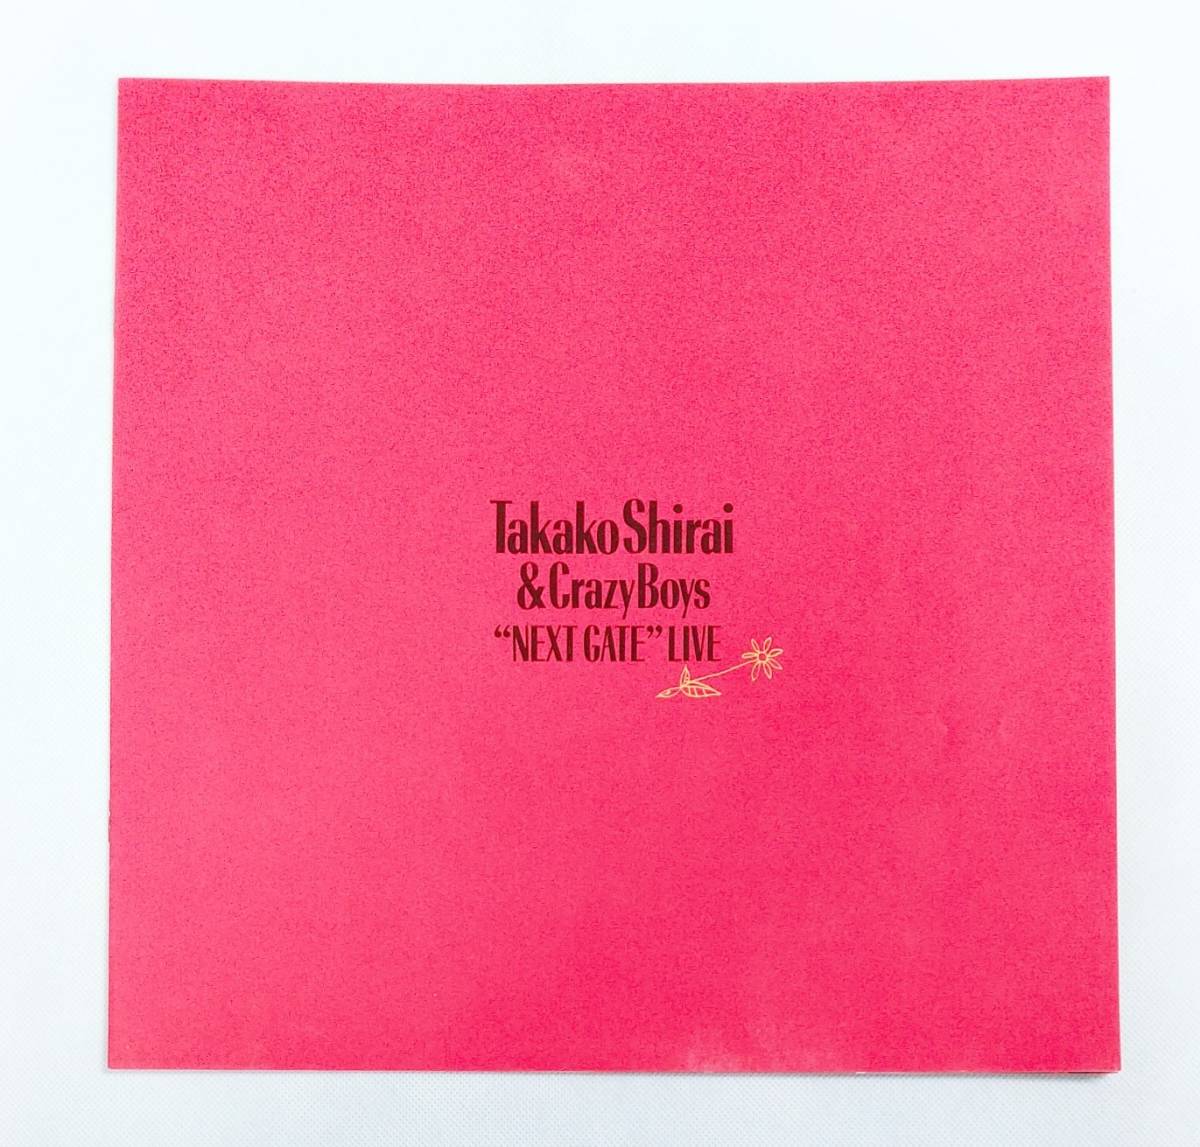 Takako Shirai
& Crazy Boys
“NEXT GATE” LIVE